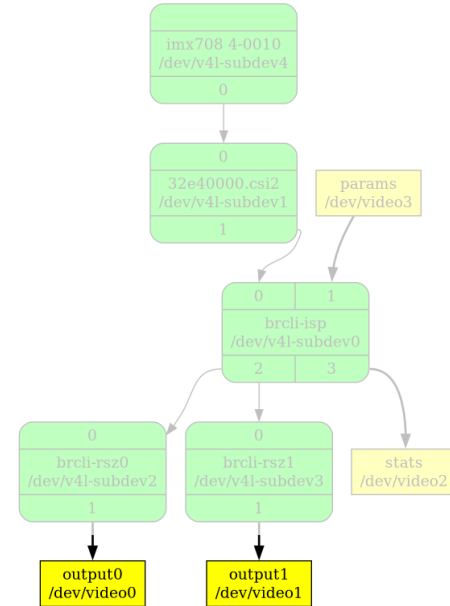 imx708 4-0010
/dev/v4l-subdev4
0
0
32e40000.csi2
/dev/v4l-subdev1
1
params
/dev/video3
0 1
brcli-isp
/dev/v4l-subdev0
2 3
0
brcli-rsz0
/dev/v4l-subdev2
1
0
brcli-rsz1
/dev/v4l-subdev3
1
stats
/dev/video2
output0
/dev/video0
output1
/dev/video1